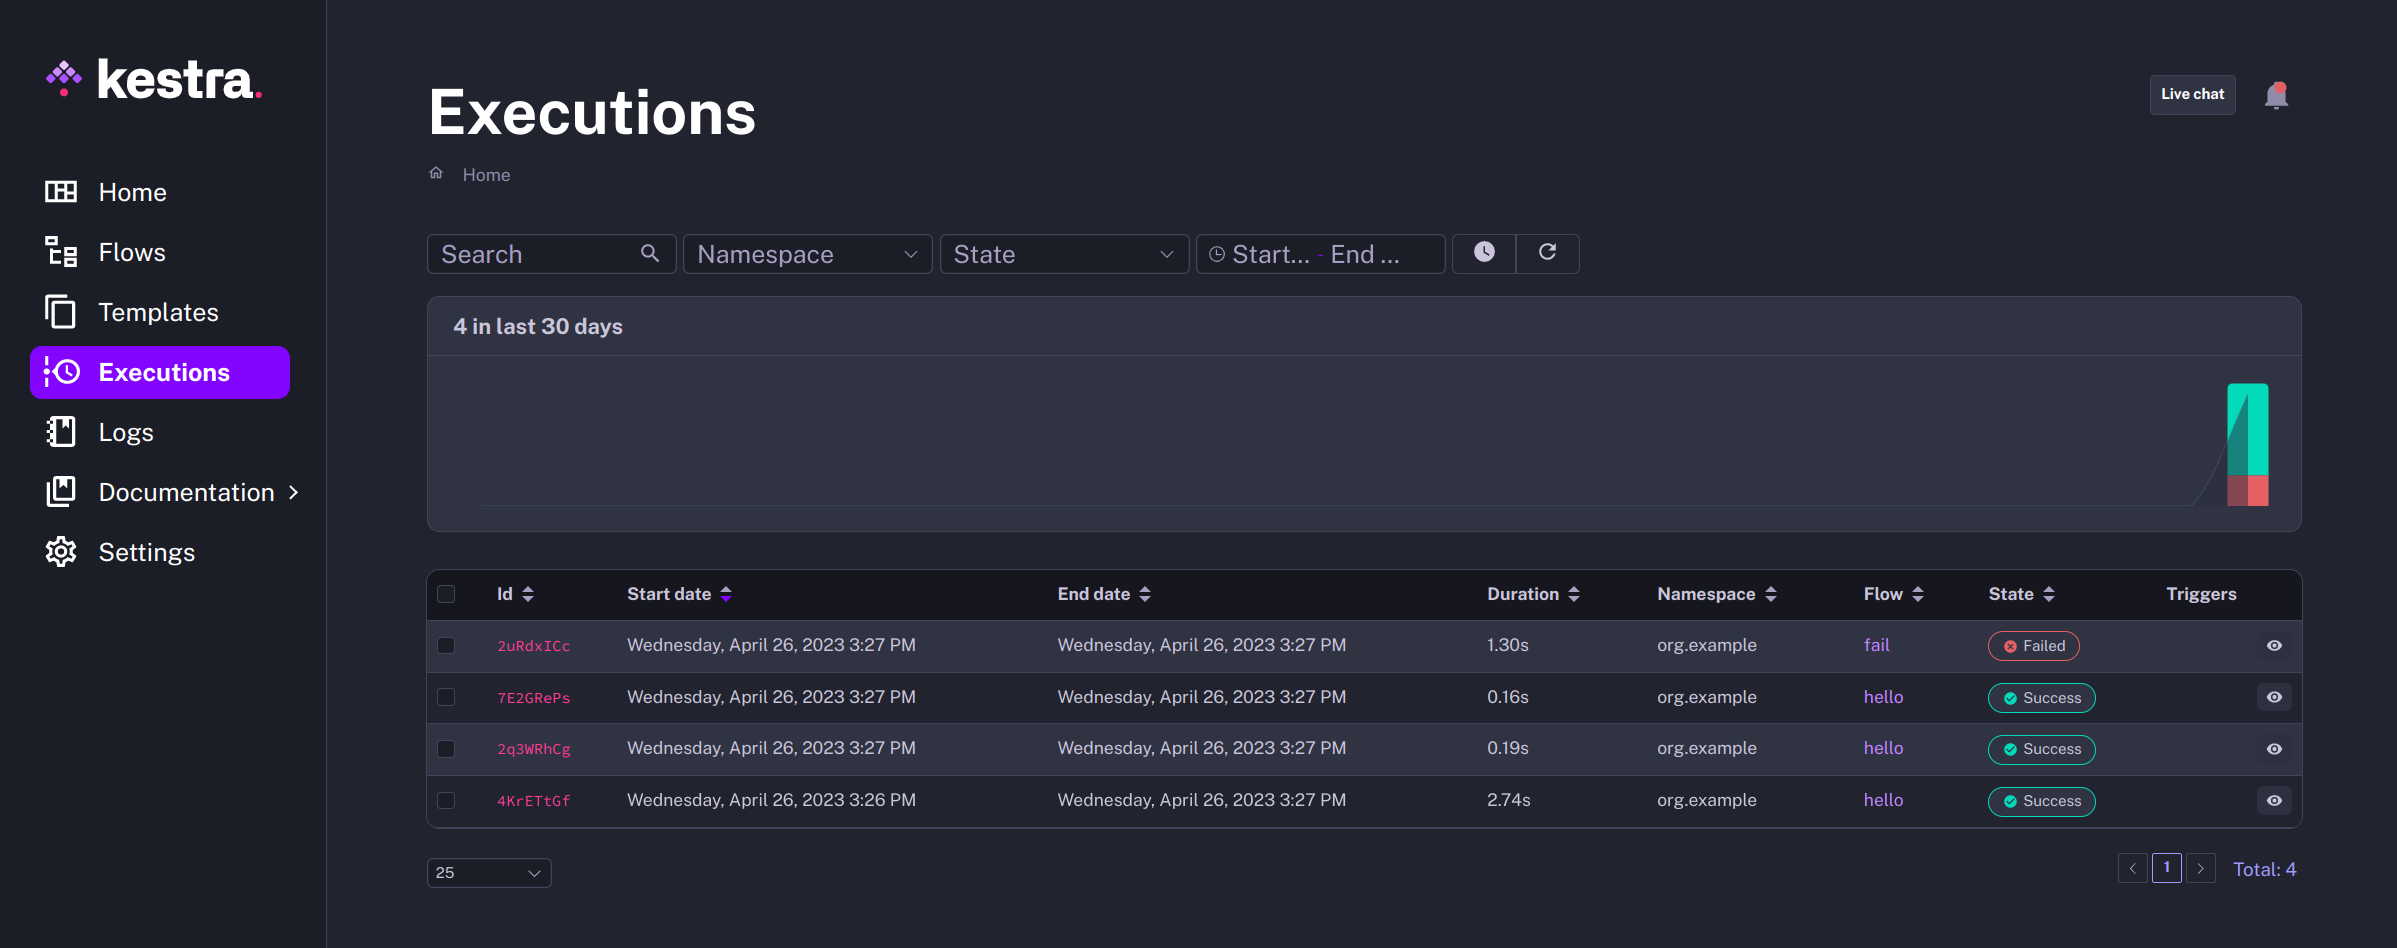 kestra.
Home
Flows
Templates
Executions
Logs
Documentation
Settings
Executions
Live chat
Home
Search
Namespace
State
Start... - End ...
4 in last 30 days
Id Start date End date Duration Namespace Flow State Triggers
2uRdxICc Wednesday, April 26, 2023 3:27 PM Wednesday, April 26, 2023 3:27 PM 1.30s org.example fail Failed
7E2GRePs Wednesday, April 26, 2023 3:27 PM Wednesday, April 26, 2023 3:27 PM 0.16s org.example hello Success
2q3WRhCg Wednesday, April 26, 2023 3:27 PM Wednesday, April 26, 2023 3:27 PM 0.19s org.example hello Success
4KrETtGf Wednesday, April 26, 2023 3:26 PM Wednesday, April 26, 2023 3:27 PM 2.74s org.example hello Success
25
1
Total: 4